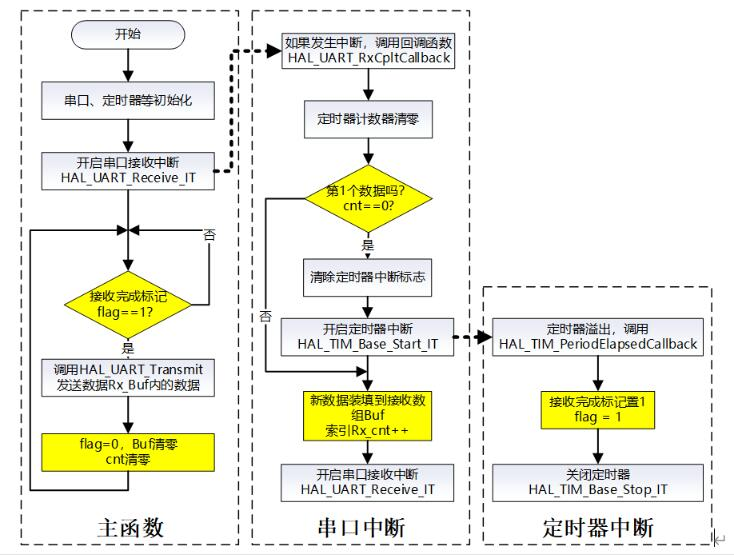 开始
串口、定时器等初始化
开启串口接收中断
HAL_UART_Receive_IT
否
接收完成标记
flag==1?
是
调用HAL_UART_Transmit
发送数据Rx_Buf内的数据
flag=0，Buf清零
cnt清零
主函数
如果发生中断，调用回调函数
HAL_UART_RxCpltCallback
定时器计数器清零
第1个数据吗?
cnt==0?
是
清除定时器中断标志
否
开启定时器中断
HAL_TIM_Base_Start_IT
新数据装填到接收数
组Buf
索引Rx_cnt++
开启串口接收中断
HAL_UART_Receive_IT
串口中断
定时器溢出，调用
HAL_TIM_PeriodElapsedCallback
接收完成标记置1
flag = 1
关闭定时器
HAL_TIM_Base_Stop_IT
定时器中断